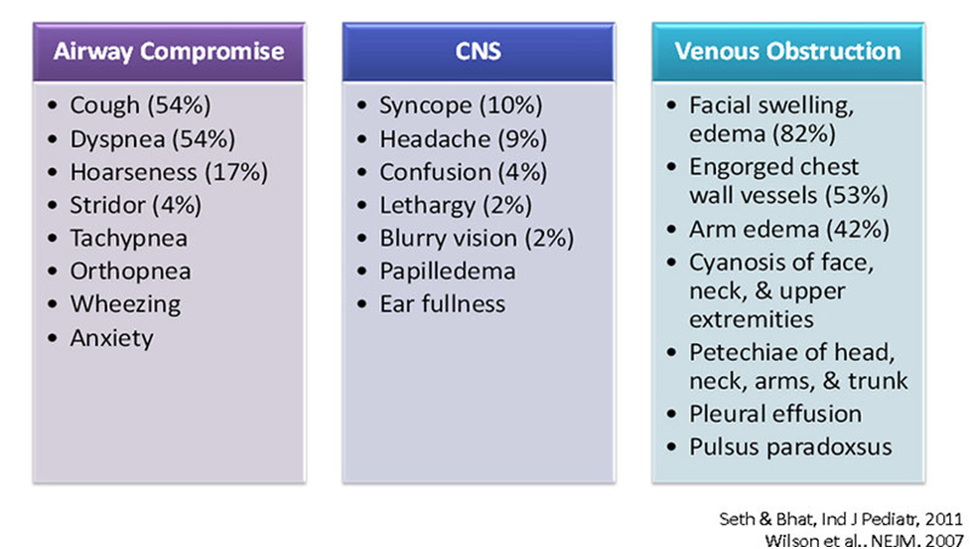 Airway Compromise
• Cough (54%)
• Dyspnea (54%)
• Hoarseness (17%)
• Stridor (4%)
• Tachypnea
• Orthopnea
• Wheezing
• Anxiety
CNS
• Syncope (10%)
• Headache (9%)
• Confusion (4%)
• Lethargy (2%)
• Blurry vision (2%)
• Papilledema
• Ear fullness
Venous Obstruction
• Facial swelling,
edema (82%)
• Engorged chest
wall vessels (53%)
• Arm edema (42%)
• Cyanosis of face,
neck, & upper
extremities
• Petechiae of head,
neck, arms, & trunk
• Pleural effusion
• Pulsus paradoxsus
Seth & Bhat, Ind J Pediatr, 2011
Wilson et al., NEJM, 2007